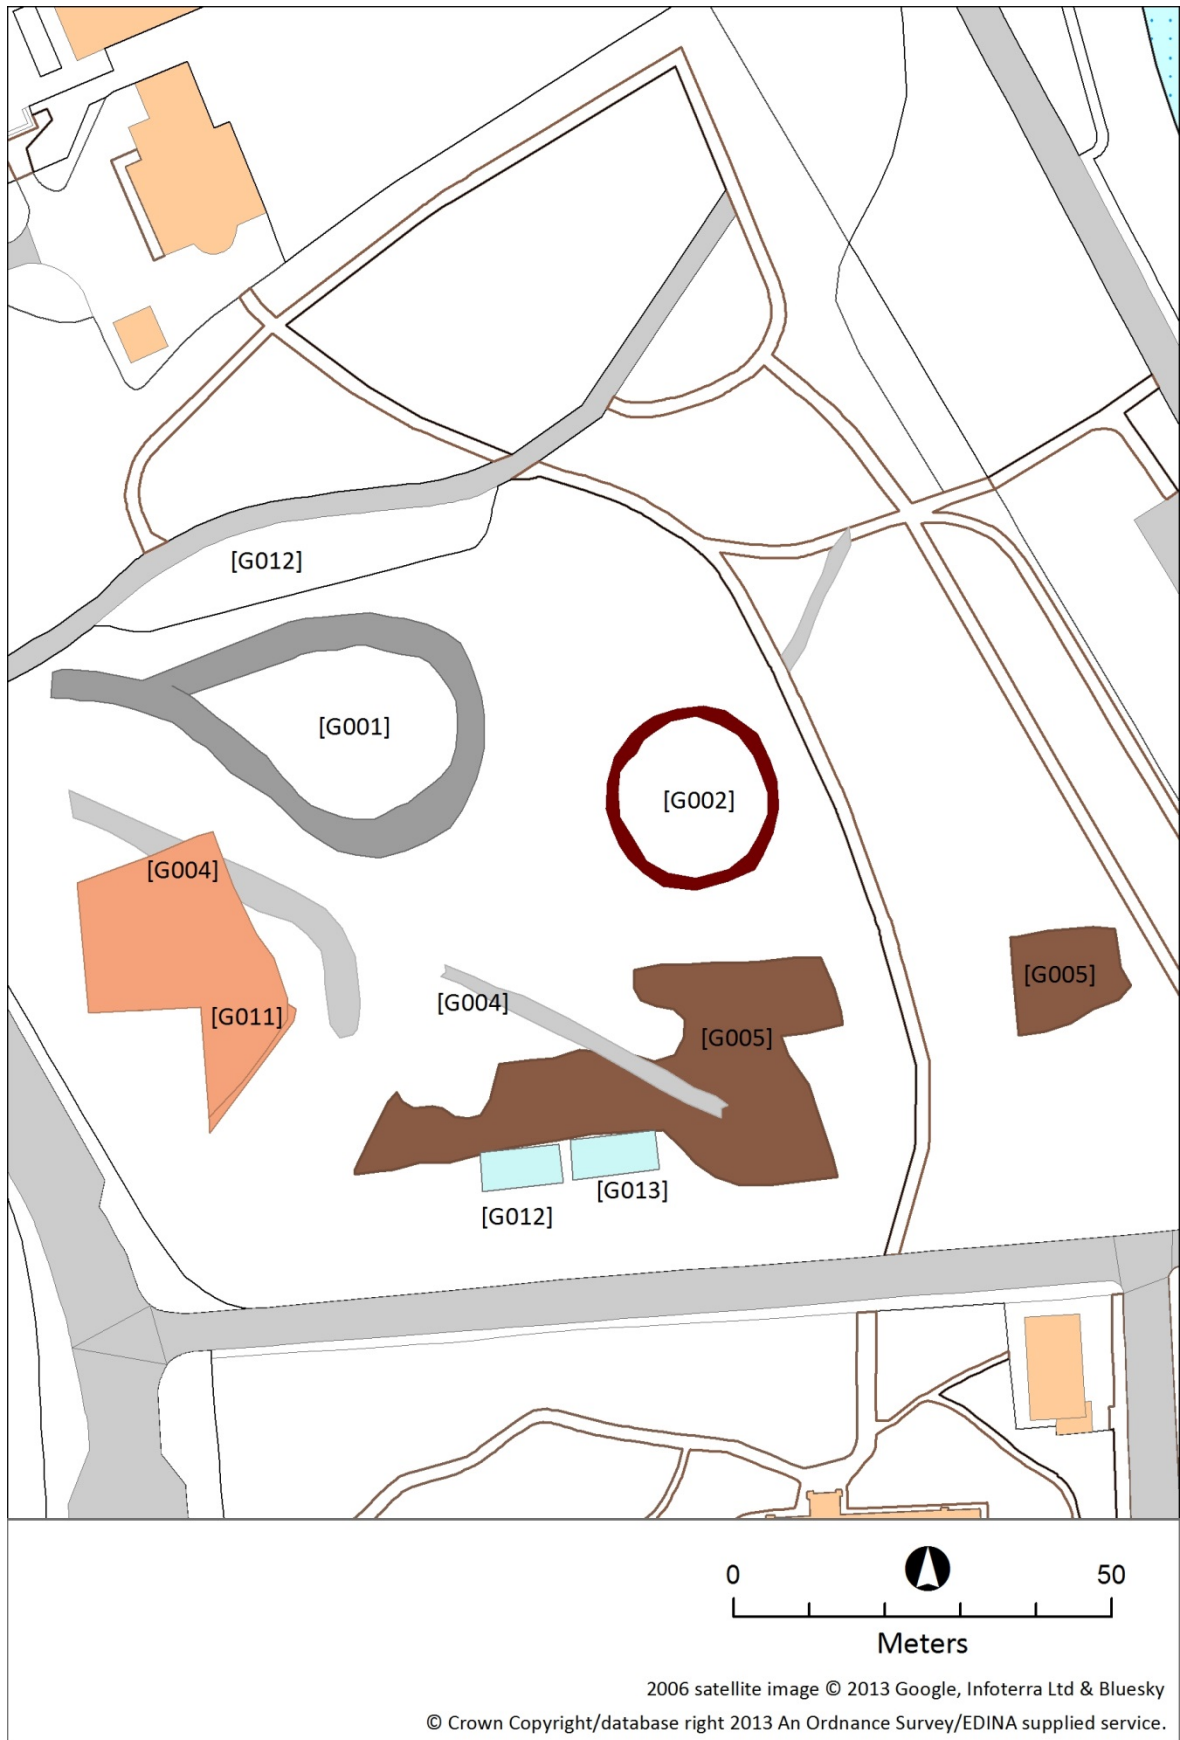 [G012]
[G001]
[G002]
[G004]
[G005]
[G004]
[G011]
[G005]
[G013]
[G012]
0 50
Meters
2006 satellite image © 2013 Google, Infoterra Ltd & Bluesky
© Crown Copyright/database right 2013 An Ordnance Survey/EDINA supplied service.